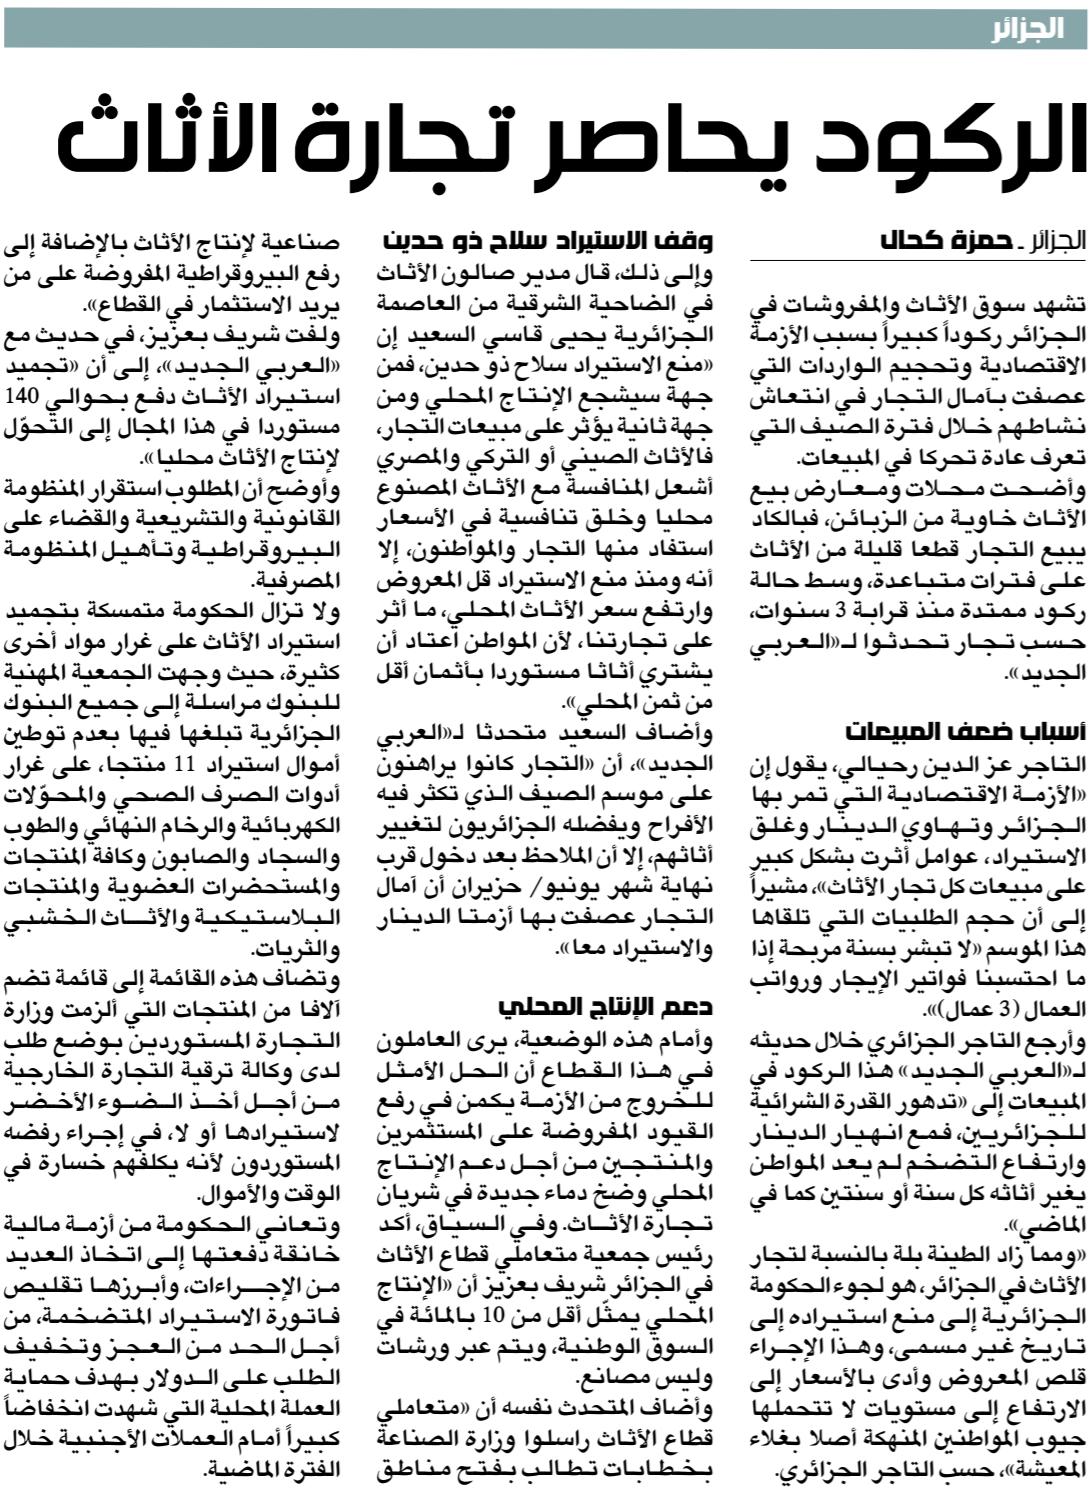 الجزائر
الركود يحاصر تجارة الأثاث
الجزائر ـ حمزة كحال
تشهد سوق الأثاث والمفروشات في
الجزائر ركوداً كبيراً بسبب الأزمة
الاقتصادية وتحجيم الواردات التي
عصفت بآمال التجار في انتعاش
نشاطهم خلال فترة الصيف التي
تعرف عادة تحركا في المبيعات.
وأضحت محلات ومعارض بيع
الأثاث خاوية من الزبائن، فبالكاد
يبيع التجار قطعا قليلة من الأثاث
على فترات متباعدة، وسط حالة
ركود ممتدة منذ قرابة 3 سنوات،
حسب تجار تحدثوا لـ«العربي
الجديد».
أسباب ضعف المبيعات
التاجر عز الدين رحيالي، يقول إن
«الأزمة الاقتصادية التي تمر بها
الجزائر وتهاوي الدينار وغلق
الاستيراد، عوامل أثرت بشكل كبير
على مبيعات كل تجار الأثاث»، مشيراً
إلى أن حجم الطلبيات التي تلقاها
هذا الموسم «لا تبشر بسنة مربحة إذا
ما احتسبنا فواتير الإيجار ورواتب
العمال (3 عمال)».
وأرجع التاجر الجزائري خلال حديثه
لـ«العربي الجديد» هذا الركود في
المبيعات إلى «تدهور القدرة الشرائية
للجزائريين، فمع انهيار الدينار
وارتفاع التضخم لم يعد المواطن
يغير أثاثه كل سنة أو سنتين كما في
الماضي».
«ومما زاد الطينة بلة بالنسبة لتجار
الأثاث في الجزائر، هو لجوء الحكومة
الجزائرية إلى منع استيراده إلى
تاريخ غير مسمى، وهذا الإجراء
قلص المعروض وأدى بالأسعار إلى
الارتفاع إلى مستويات لا تتحملها
جيوب المواطنين المنهكة أصلا بغلاء
المعيشة»، حسب التاجر الجزائري.
وقف الاستيراد سلاح ذو حدين
وإلى ذلك، قال مدير صالون الأثاث
في الضاحية الشرقية من العاصمة
الجزائرية يحيى قاسي السعيد إن
«منع الاستيراد سلاح ذو حدين، فمن
جهة سيشجع الإنتاج المحلي ومن
جهة ثانية يؤثر على مبيعات التجار،
فالأثاث الصيني أو التركي والمصري
أشعل المنافسة مع الأثاث المصنوع
محليا وخلق تنافسية في الأسعار
استفاد منها التجار والمواطنون، إلا
أنه ومنذ منع الاستيراد قل المعروض
وارتفع سعر الأثاث المحلي، ما أثر
على تجارتنا، لأن المواطن اعتاد أن
يشتري أثاثا مستوردا بأثمان أقل
من ثمن المحلي».
وأضاف السعيد متحدثا لـ«العربي
الجديد»، أن «التجار كانوا يراهنون
على موسم الصيف الذي تكثر فيه
الأفراح ويفضله الجزائريون لتغيير
أثاثهم، إلا أن الملاحظ بعد دخول قرب
نهاية شهر يونيو/ حزيران أن آمال
التجار عصفت بها أزمتا الدينار
والاستيراد معا».
دعم الإنتاج المحلي
وأمام هذه الوضعية، يرى العاملون
في هذا القطاع أن الحل الأمثل
للخروج من الأزمة يكمن في رفع
القيود المفروضة على المستثمرين
والمنتجين من أجل دعم الإنتاج
المحلي وضخ دماء جديدة في شريان
تجارة الأثاث. وفي السياق، أكد
رئيس جمعية متعاملي قطاع الأثاث
في الجزائر شريف بعزيز أن «الإنتاج
المحلي يمثّل أقل من 10 بالمائة في
السوق الوطنية، ويتم عبر ورشات
وليس مصانع.
وأضاف المتحدث نفسه أن «متعاملي
قطاع الأثاث راسلوا وزارة الصناعة
بخطابات تطالب بفتح مناطق
صناعية لإنتاج الأثاث بالإضافة إلى
رفع البيروقراطية المفروضة على من
يريد الاستثمار في القطاع».
ولفت شريف بعزيز، في حديث مع
«العربي الجديد»، إلى أن «تجميد
استيراد الأثاث دفع بحوالي 140
مستوردا في هذا المجال إلى التحوّل
لإنتاج الأثاث محليا».
وأوضح أن المطلوب استقرار المنظومة
القانونية والتشريعية والقضاء على
البيروقراطية وتأهيل المنظومة
المصرفية.
ولا تزال الحكومة متمسكة بتجميد
استيراد الأثاث على غرار مواد أخرى
كثيرة، حيث وجهت الجمعية المهنية
للبنوك مراسلة إلى جميع البنوك
الجزائرية تبلغها فيها بعدم توطين
أموال استيراد 11 منتجا، على غرار
أدوات الصرف الصحي والمحوّلات
الكهربائية والرخام النهائي والطوب
والسجاد والصابون وكافة المنتجات
والمستحضرات العضوية والمنتجات
البلاستيكية والأثاث الخشبي
والثريات.
وتضاف هذه القائمة إلى قائمة تضم
آلافا من المنتجات التي ألزمت وزارة
التجارة المستوردين بوضع طلب
لدى وكالة ترقية التجارة الخارجية
من أجل أخذ الضوء الأخضر
لاستيرادها أو لا، في إجراء رفضه
المستوردون لأنه يكلفهم خسارة في
الوقت والأموال.
وتعاني الحكومة من أزمة مالية
خانقة دفعتها إلى اتخاذ العديد
من الإجراءات، وأبرزها تقليص
فاتورة الاستيراد المتضخمة، من
أجل الحد من العجز وتخفيف
الطلب على الدولار بهدف حماية
العملة المحلية التي شهدت انخفاضاً
كبيراً أمام العملات الأجنبية خلال
الفترة الماضية.